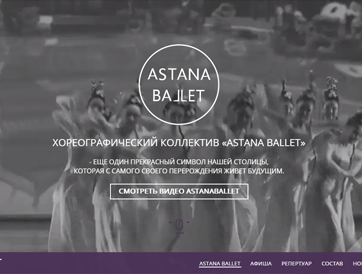 ASTANA
BALLET
ХОРЕОГРАФИЧЕСКИЙ КОЛЛЕКТИВ «ASTANA BALLET»
- ЕЩЕ ОДИН ПРЕКРАСНЫЙ СИМВОЛ НАШЕЙ СТОЛИЦЫ,
КОТОРАЯ С САМОГО СВОЕГО ПЕРЕРОЖДЕНИЯ ЖИВЕТ БУДУЩИМ.
СМОТРЕТЬ ВИДЕО ASTANABALLET
ASTANA BALLET АФИША РЕПЕРТУАР СОСТАВ